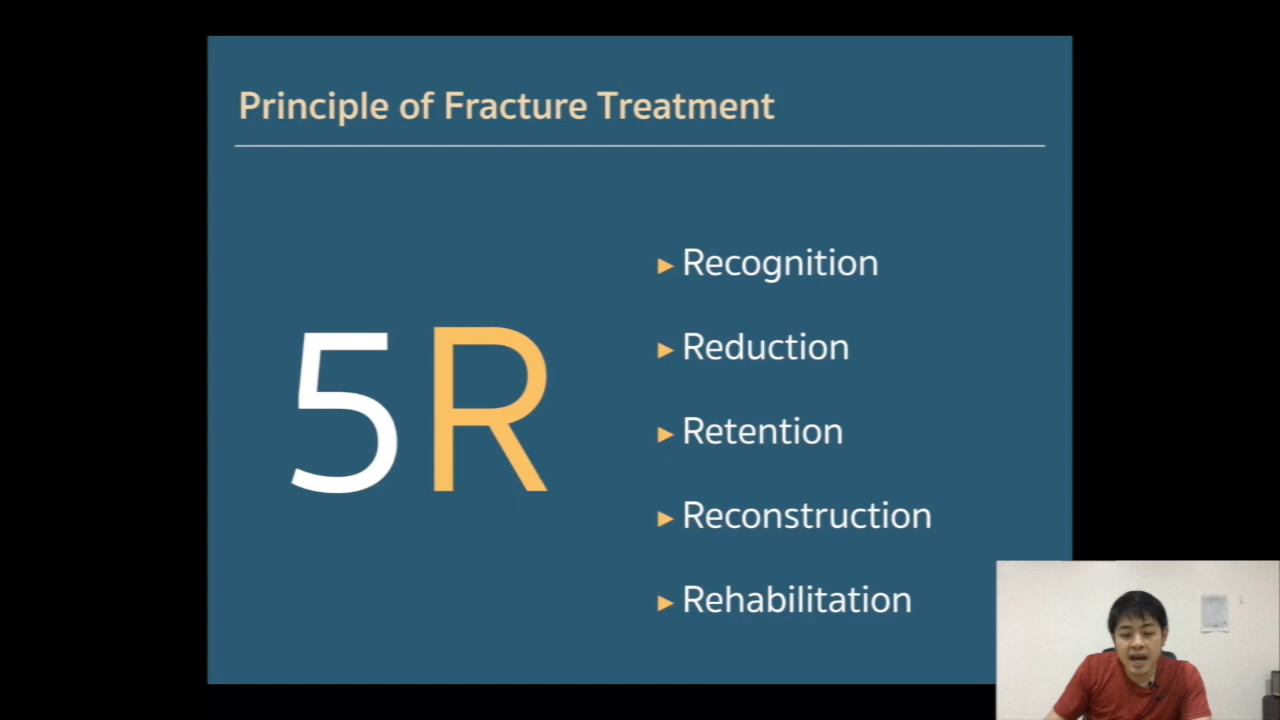 Principle of Fracture Treatment
5R
▸ Recognition
▸ Reduction
▸ Retention
▸ Reconstruction
▸ Rehabilitation